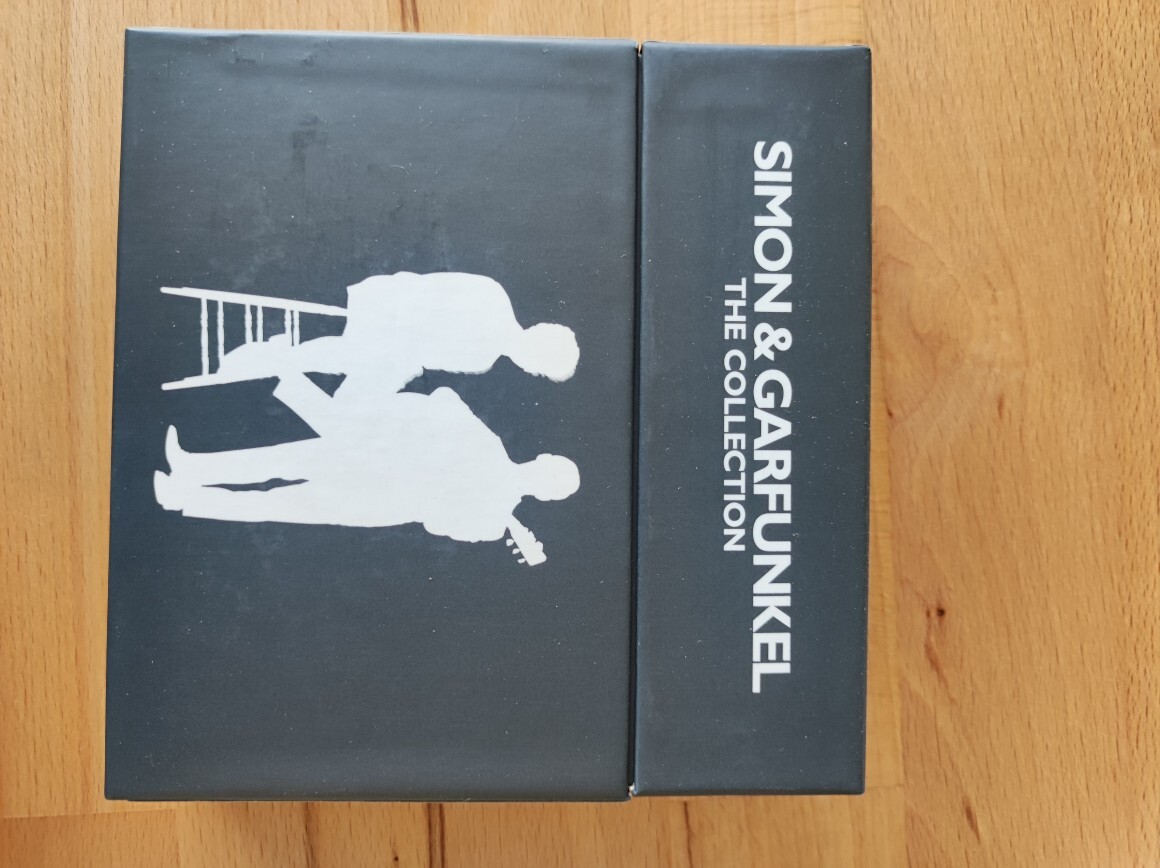 SIMON & GARFUNKEL
THE COLLECTION